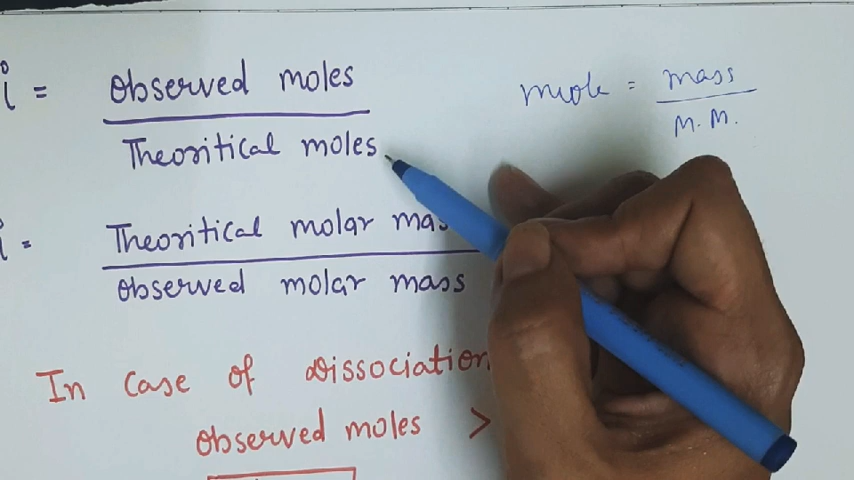 i = observed moles
Theoritical moles
mole = mass
M.M.
i = Theoritical molar
observed molar mass
In case of dissociation
observed moles >